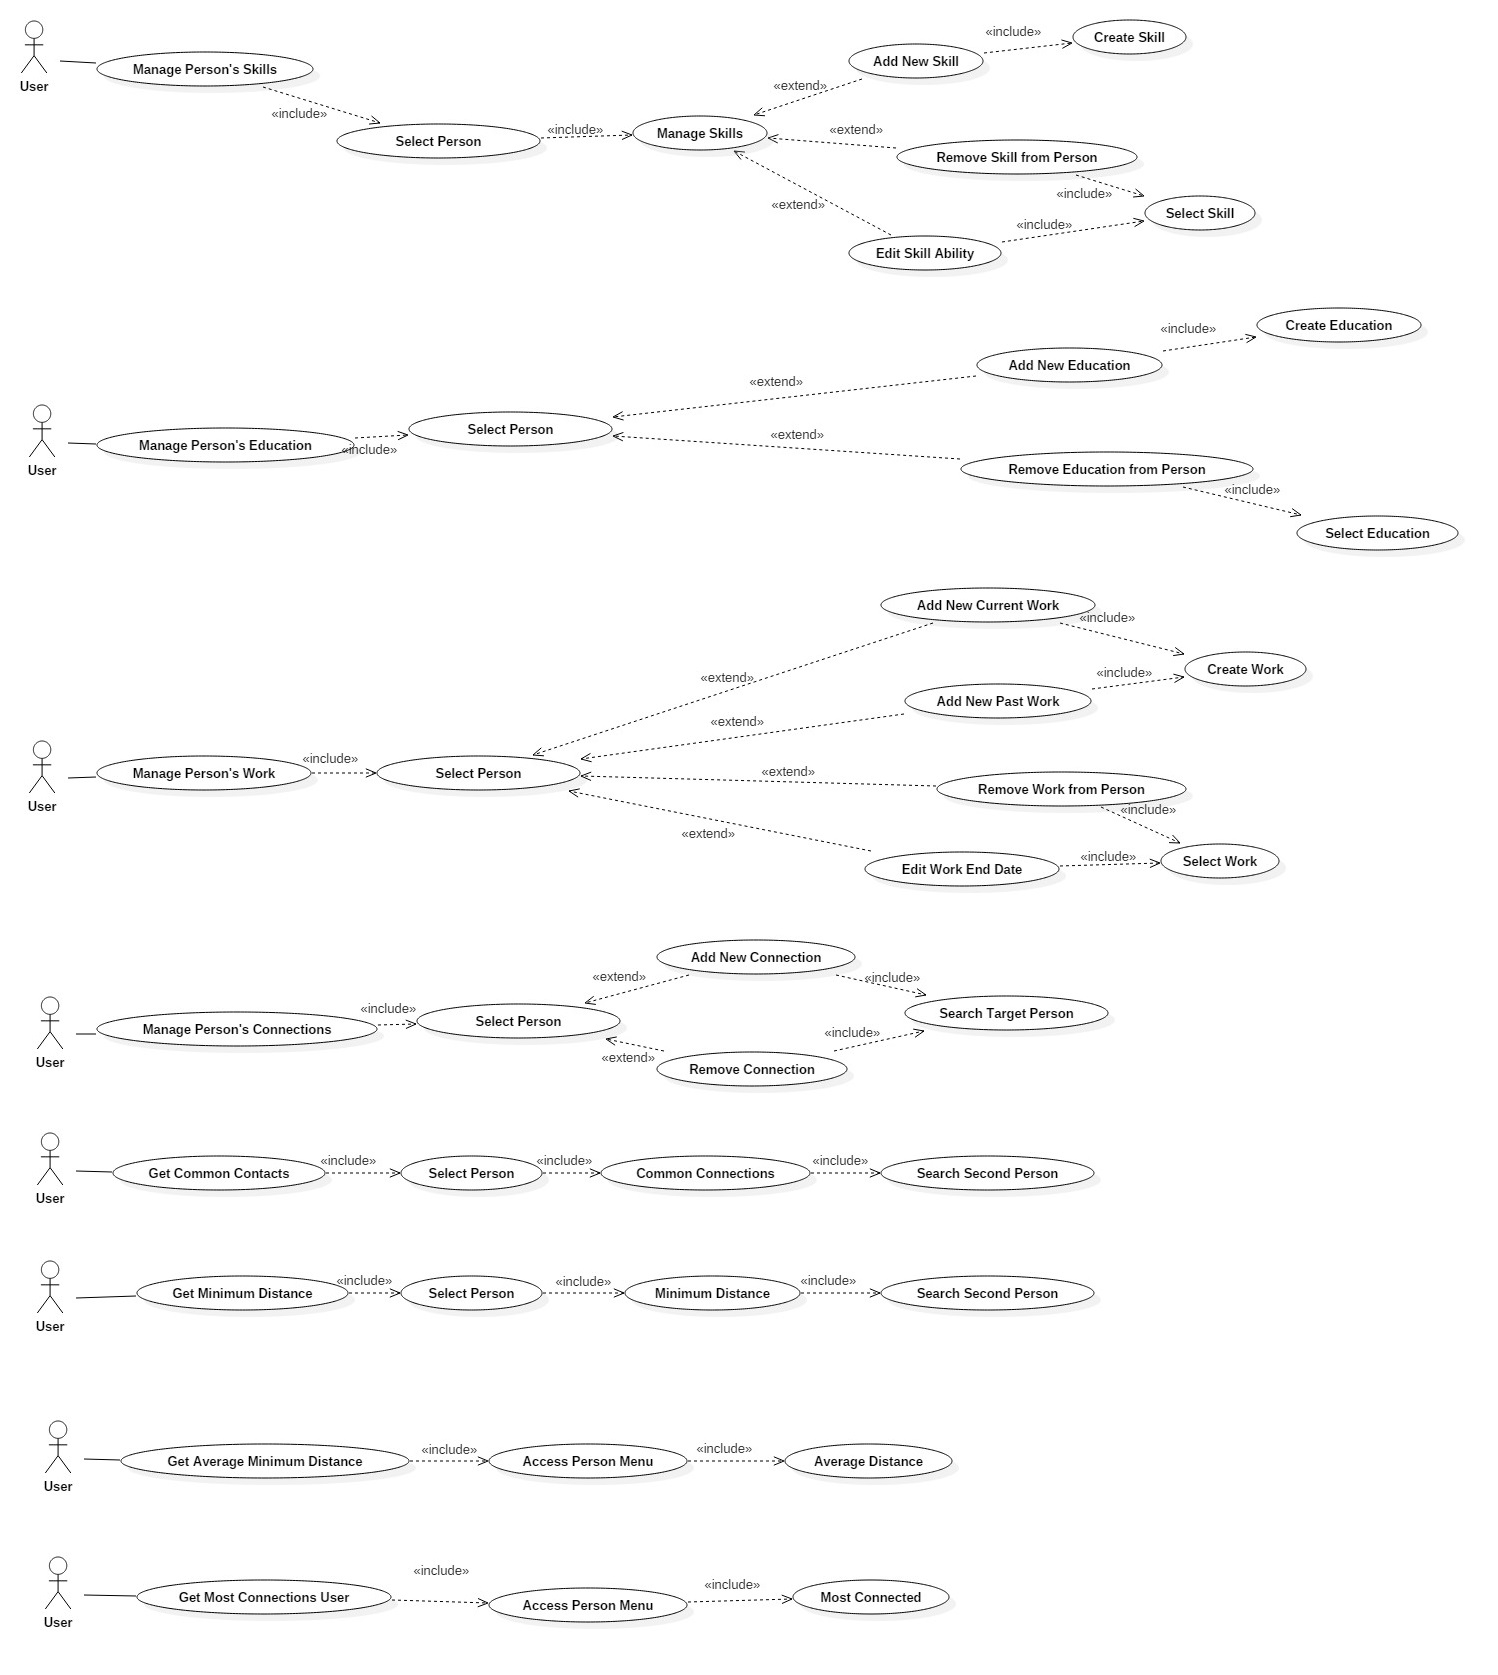 «include»
Create Skill
Add New Skill
User
Manage Person's Skills
«extend»
«include»
Select Person
«include»
Manage Skills
«extend»
Remove Skill from Person
«include»
«extend»
Select Skill
«include»
Edit Skill Ability
«include»
Create Education
Add New Education
«extend»
Select Person
«extend»
Manage Person's Education
«include»
User
Remove Education from Person
«include»
Select Education
Add New Current Work
«include»
Create Work
«extend»
«include»
Add New Past Work
«extend»
«include»
Manage Person's Work
Select Person
«extend»
Remove Work from Person
User
«include»
«extend»
«include»
Select Work
Edit Work End Date
Add New Connection
«extend»
«include»
«include»
Search Target Person
Select Person
Manage Person's Connections
«include»
User
«extend»
Remove Connection
«include»
«include»
«include»
Get Common Contacts
Select Person
Common Connections
Search Second Person
User
«include»
«include»
«include»
Get Minimum Distance
Select Person
Minimum Distance
Search Second Person
User
«include»
«include»
Get Average Minimum Distance
Access Person Menu
Average Distance
User
«include»
«include»
Get Most Connections User
Access Person Menu
Most Connected
User